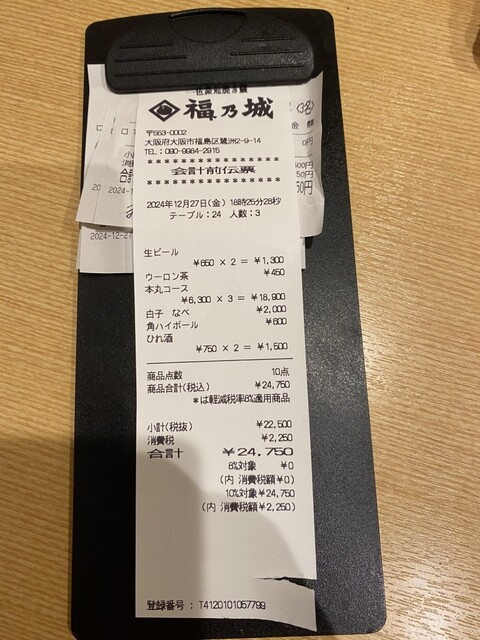 福乃城
〒553-0002
大阪府大阪市福島区鷺洲2-9-14
TEL：090-9984-2915
****************
会計前伝票
****************
2024年12月27日(金) 18時25分28秒
テーブル：24 人数：3
生ビール
¥650 × 2 = ¥1,300
ウーロン茶 ¥450
本丸コース
¥6,300 × 3 = ¥18,900
白子 なべ ¥2,000
角ハイボール ¥600
ひれ酒
¥750 × 2 = ¥1,500
商品点数 10点
商品合計(税込) ¥24,750
*は軽減税率8%適用商品
小計(税抜) ¥22,500
消費税 ¥2,250
合計 ¥24,750
8%対象 ¥0
(内 消費税額¥0)
10%対象¥24,750
(内 消費税額¥2,250)
登録番号：T4120101057799